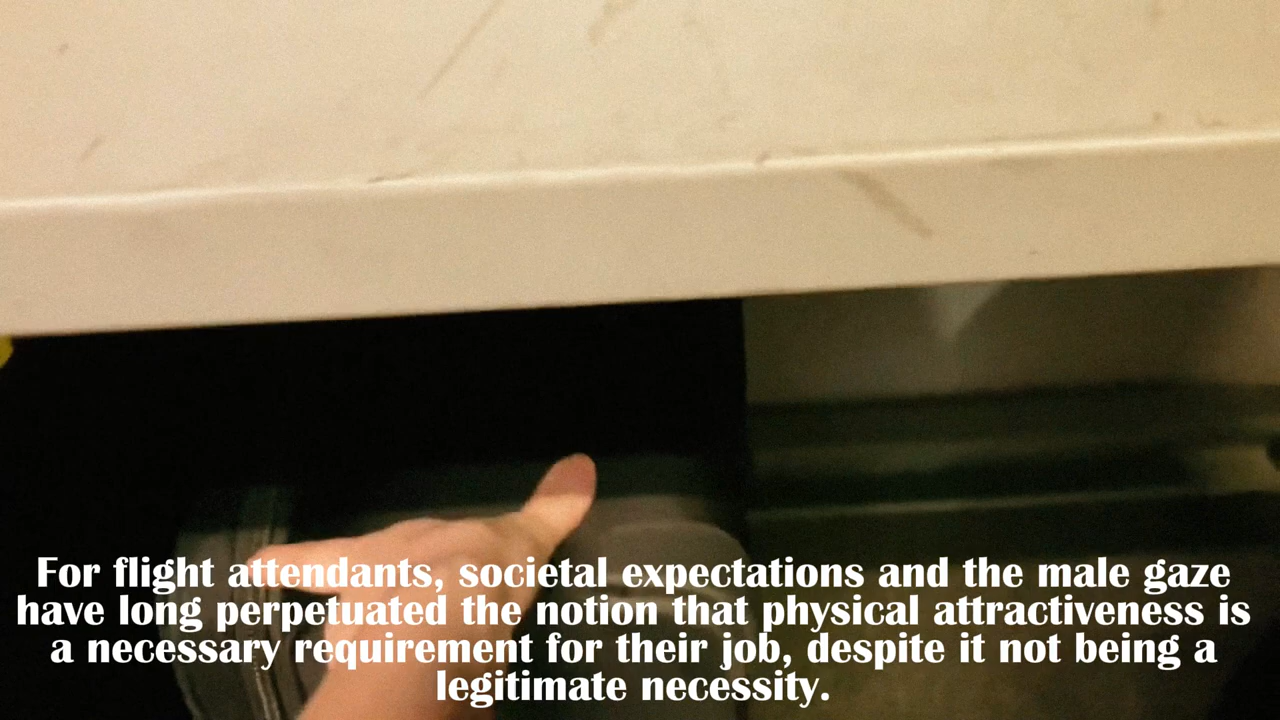 For flight attendants, societal expectations and the male gaze
have long perpetuated the notion that physical attractiveness is
a necessary requirement for their job, despite it not being a
legitimate necessity.